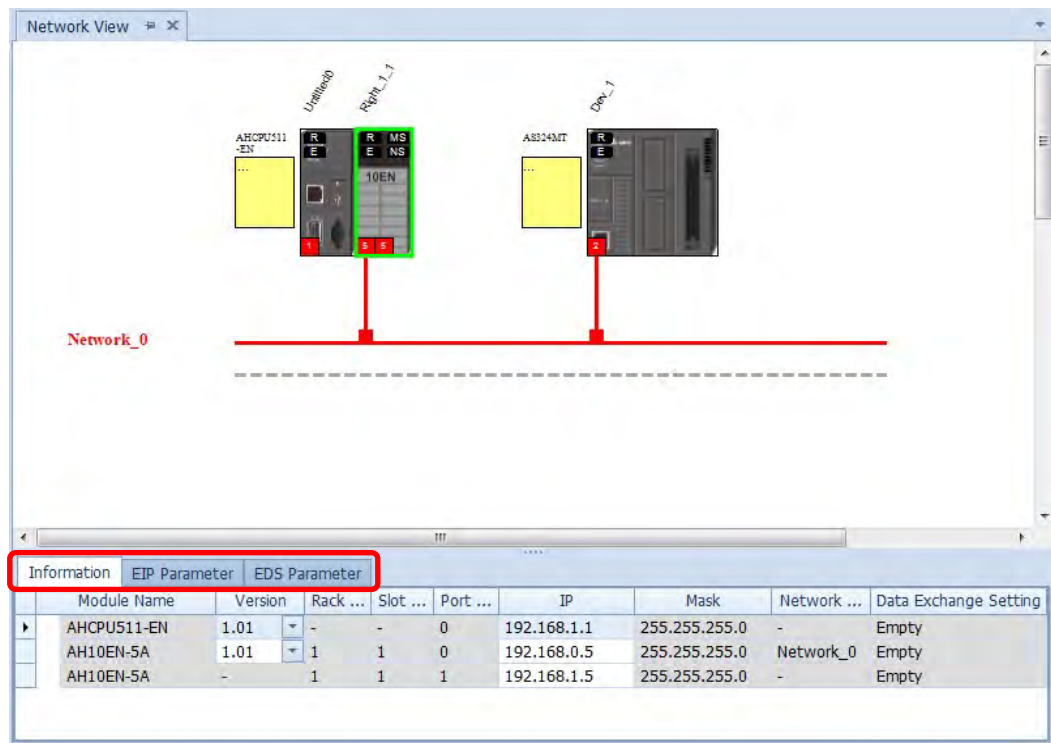 Network View
Untitled0
Right_1_1
Dev_1
AHCPU511
-EN
...
R
E
R MS
E NS
10EN
1
5 5
AS324MT
...
R
E
2
Network_0
Information EIP Parameter EDS Parameter
Module Name Version Rack ... Slot ... Port ... IP Mask Network ... Data Exchange Setting
AHCPU511-EN 1.01 - - 0 192.168.1.1 255.255.255.0 - Empty
AH10EN-5A 1.01 1 1 0 192.168.0.5 255.255.255.0 Network_0 Empty
AH10EN-5A - 1 1 1 192.168.1.5 255.255.255.0 - Empty